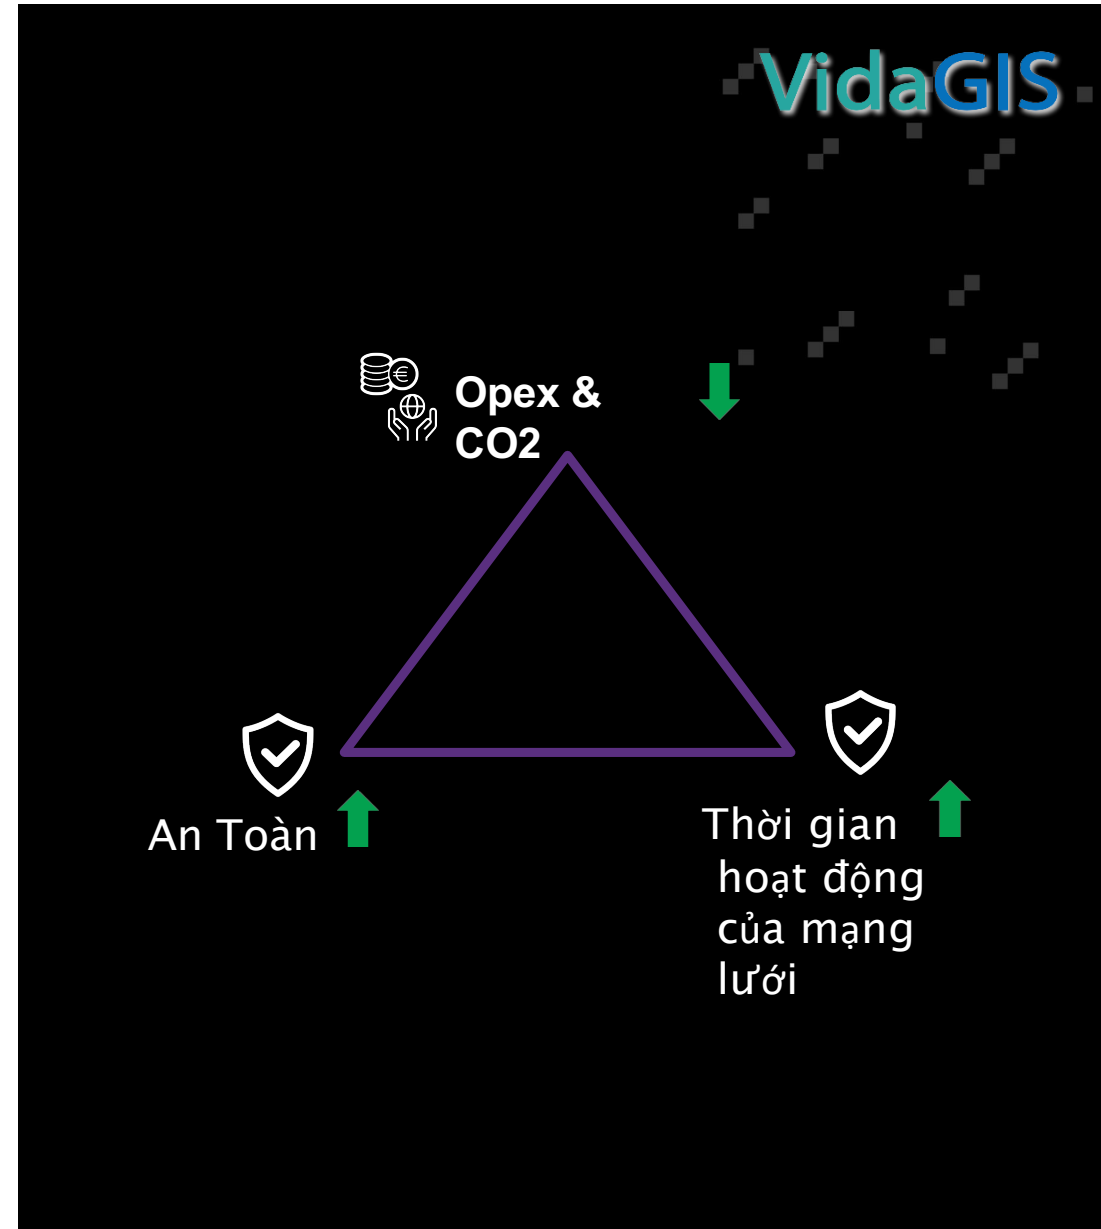 VidaGIS
Opex &
CO2
An Toàn
Thời gian
hoạt động
của mạng
lưới